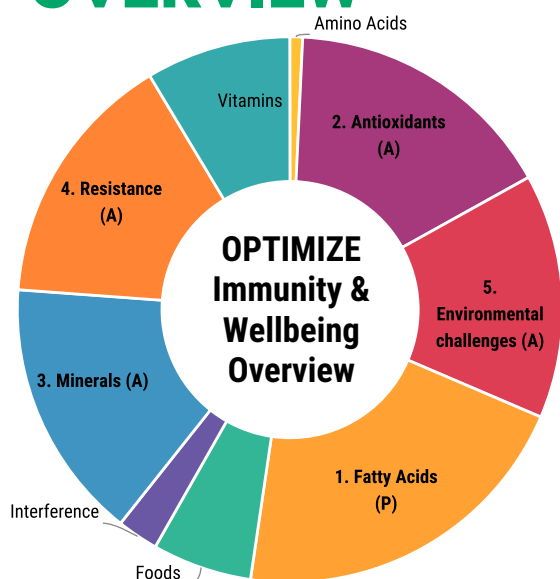 OVERVIEW
Amino Acids
Vitamins
2. Antioxidants
(A)
4. Resistance
(A)
5.
Environmental
challenges (A)
OPTIMIZE
Immunity &
Wellbeing
Overview
3. Minerals (A)
1. Fatty Acids
(P)
Interference
Foods